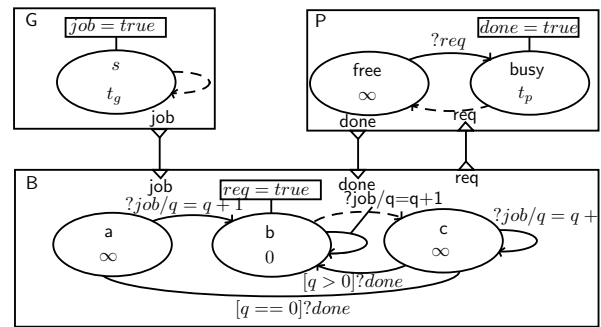 G
job = true
s
t_g
job
P
done = true
?req
free
∞
busy
t_p
done
req
B
job
done
req
?job/q = q + 1
req = true
?job/q=q+1
?job/q = q +
a
∞
b
0
c
∞
[q > 0]?done
[q == 0]?done